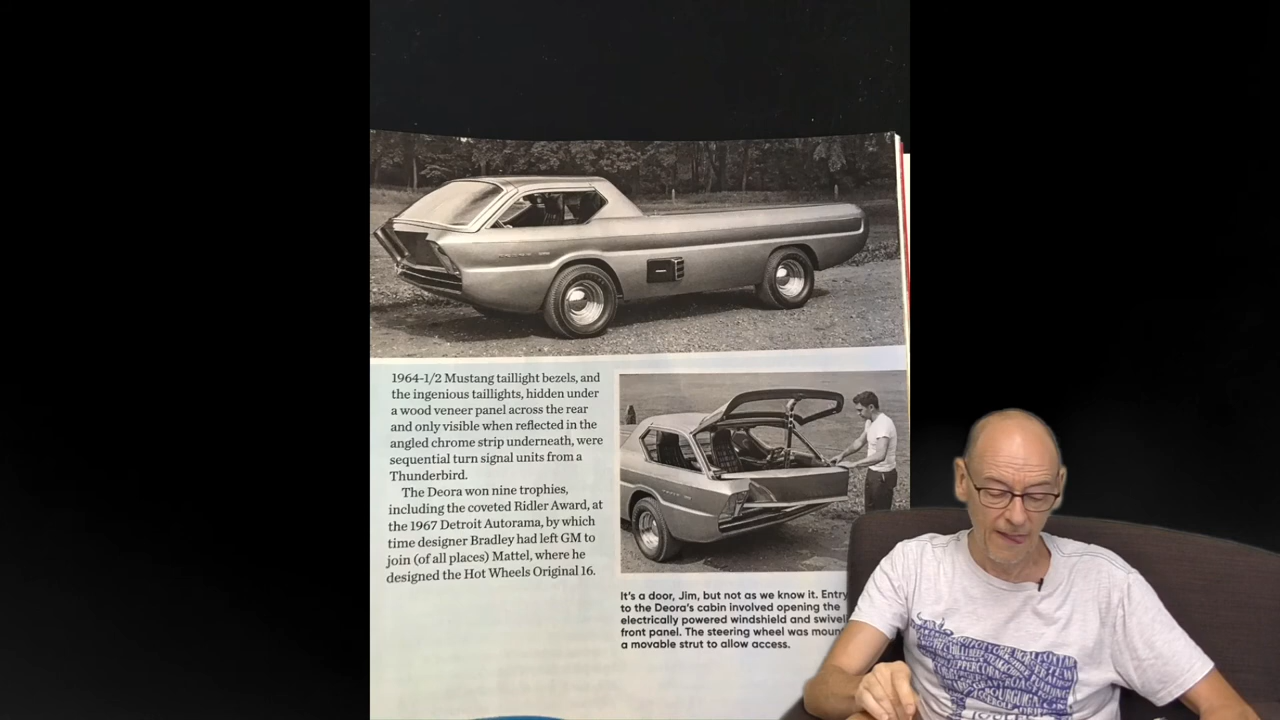 1964-1/2 Mustang taillight bezels, and
the ingenious taillights, hidden under
a wood veneer panel across the rear
and only visible when reflected in the
angled chrome strip underneath, were
sequential turn signal units from a
Thunderbird.
The Deora won nine trophies,
including the coveted Ridler Award, at
the 1967 Detroit Autorama, by which
time designer Bradley had left GM to
join (of all places) Mattel, where he
designed the Hot Wheels Original 16.
It's a door, Jim, but not as we know it. Entry
to the Deora's cabin involved opening the
electrically powered windshield and swivel
front panel. The steering wheel was moun
a movable strut to allow access.